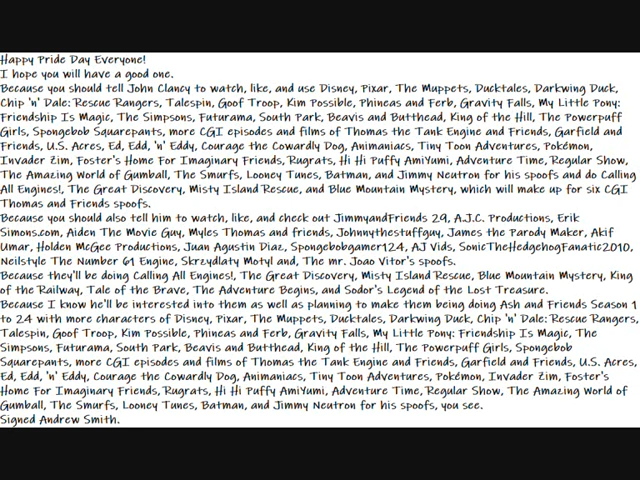 Happy Pride Day Everyone!
I hope you will have a good one.
Because you should tell John Clancy to watch, like, and use Disney, Pixar, The Muppets, Ducktales, Darkwing Duck,
Chip 'n' Dale: Rescue Rangers, Talespin, Goof Troop, Kim Possible, Phineas and Ferb, Gravity Falls, My Little Pony:
Friendship Is Magic, The Simpsons, Futurama, South Park, Beavis and Butthead, King of the Hill, The Powerpuff
Girls, Spongebob Squarepants, more CGI episodes and films of Thomas the Tank Engine and Friends, Garfield and
Friends, U.S. Acres, Ed, Edd, 'n' Eddy, Courage the Cowardly Dog, Animaniacs, Tiny Toon Adventures, Pokémon,
Invader Zim, Foster's Home For Imaginary Friends, Rugrats, Hi Hi Puffy AmiYumi, Adventure Time, Regular Show,
The Amazing World of Gumball, The Smurfs, Looney Tunes, Batman, and Jimmy Neutron for his spoofs and do Calling
All Engines!, The Great Discovery, Misty Island Rescue, and Blue Mountain Mystery, which will make up for six CGI
Thomas and Friends spoofs.
Because you should also tell him to watch, like, and check out JimmyandFriends 29, A.J.C. Productions, Erik
Simons.com, Aiden The Movie Guy, Myles Thomas and friends, Johnnythestuffguy, James the Parody Maker, Akif
Umar, Holden McGee Productions, Juan Agustin Diaz, Spongebobgamer124, AJ Vids, SonicTheHedgehogFanatic2010,
Neilstyle The Number 61 Engine, Skrzydlaty Motyl and, The mr. Joao Vitor's spoofs.
Because they'll be doing Calling All Engines!, The Great Discovery, Misty Island Rescue, Blue Mountain Mystery, King
of the Railway, Tale of the Brave, The Adventure Begins, and Sodor's Legend of the Lost Treasure.
Because I know he'll be interested into them as well as planning to make them being doing Ash and Friends Season 1
to 24 with more characters of Disney, Pixar, The Muppets, Ducktales, Darkwing Duck, Chip 'n' Dale: Rescue Rangers,
Talespin, Goof Troop, Kim Possible, Phineas and Ferb, Gravity Falls, My Little Pony: Friendship Is Magic, The
Simpsons, Futurama, South Park, Beavis and Butthead, King of the Hill, The Powerpuff Girls, Spongebob
Squarepants, more CGI episodes and films of Thomas the Tank Engine and Friends, Garfield and Friends, U.S. Acres,
Ed, Edd, 'n' Eddy, Courage the Cowardly Dog, Animaniacs, Tiny Toon Adventures, Pokémon, Invader Zim, Foster's
Home For Imaginary Friends, Rugrats, Hi Hi Puffy AmiYumi, Adventure Time, Regular Show, The Amazing World of
Gumball, The Smurfs, Looney Tunes, Batman, and Jimmy Neutron for his spoofs, you see.
Signed Andrew Smith.